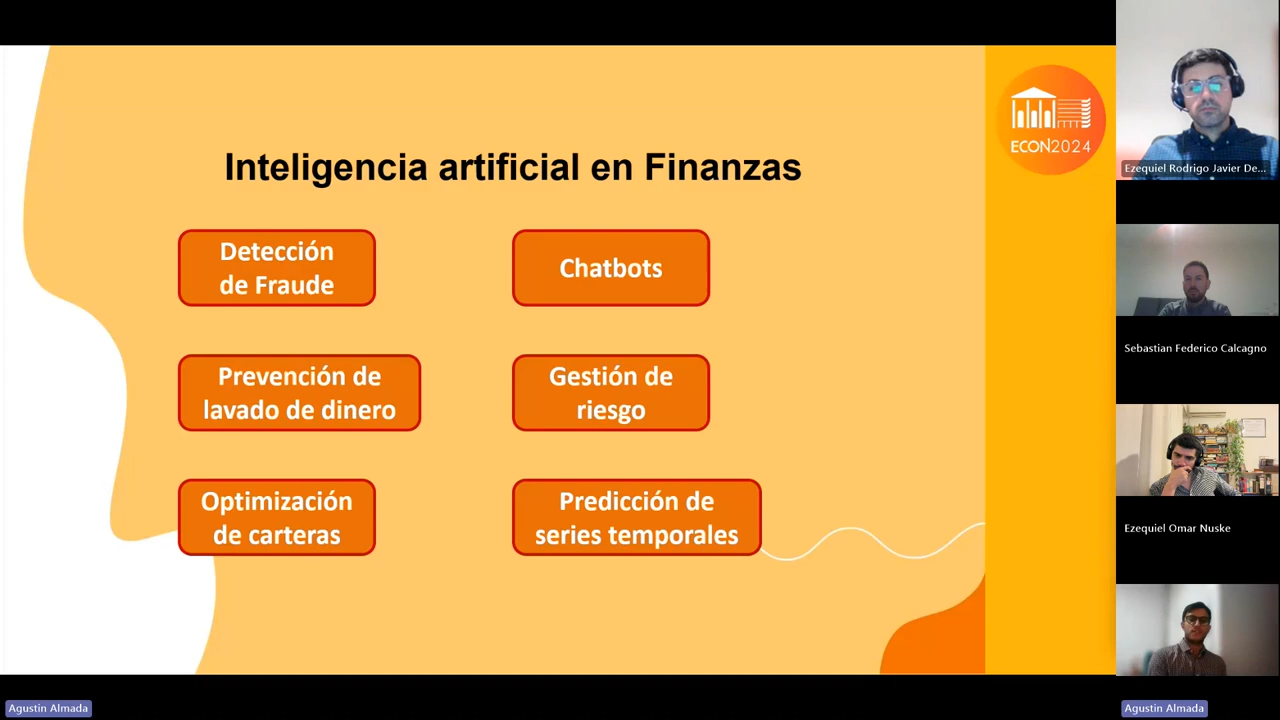 Inteligencia artificial en Finanzas
Detección
de Fraude
Chatbots
Prevención de
lavado de dinero
Gestión de
riesgo
Optimización
de carteras
Predicción de
series temporales
ECON2024
Ezequiel Rodrigo Javier De...
Sebastian Federico Calcagno
Ezequiel Omar Nuske
Agustin Almada
Agustin Almada